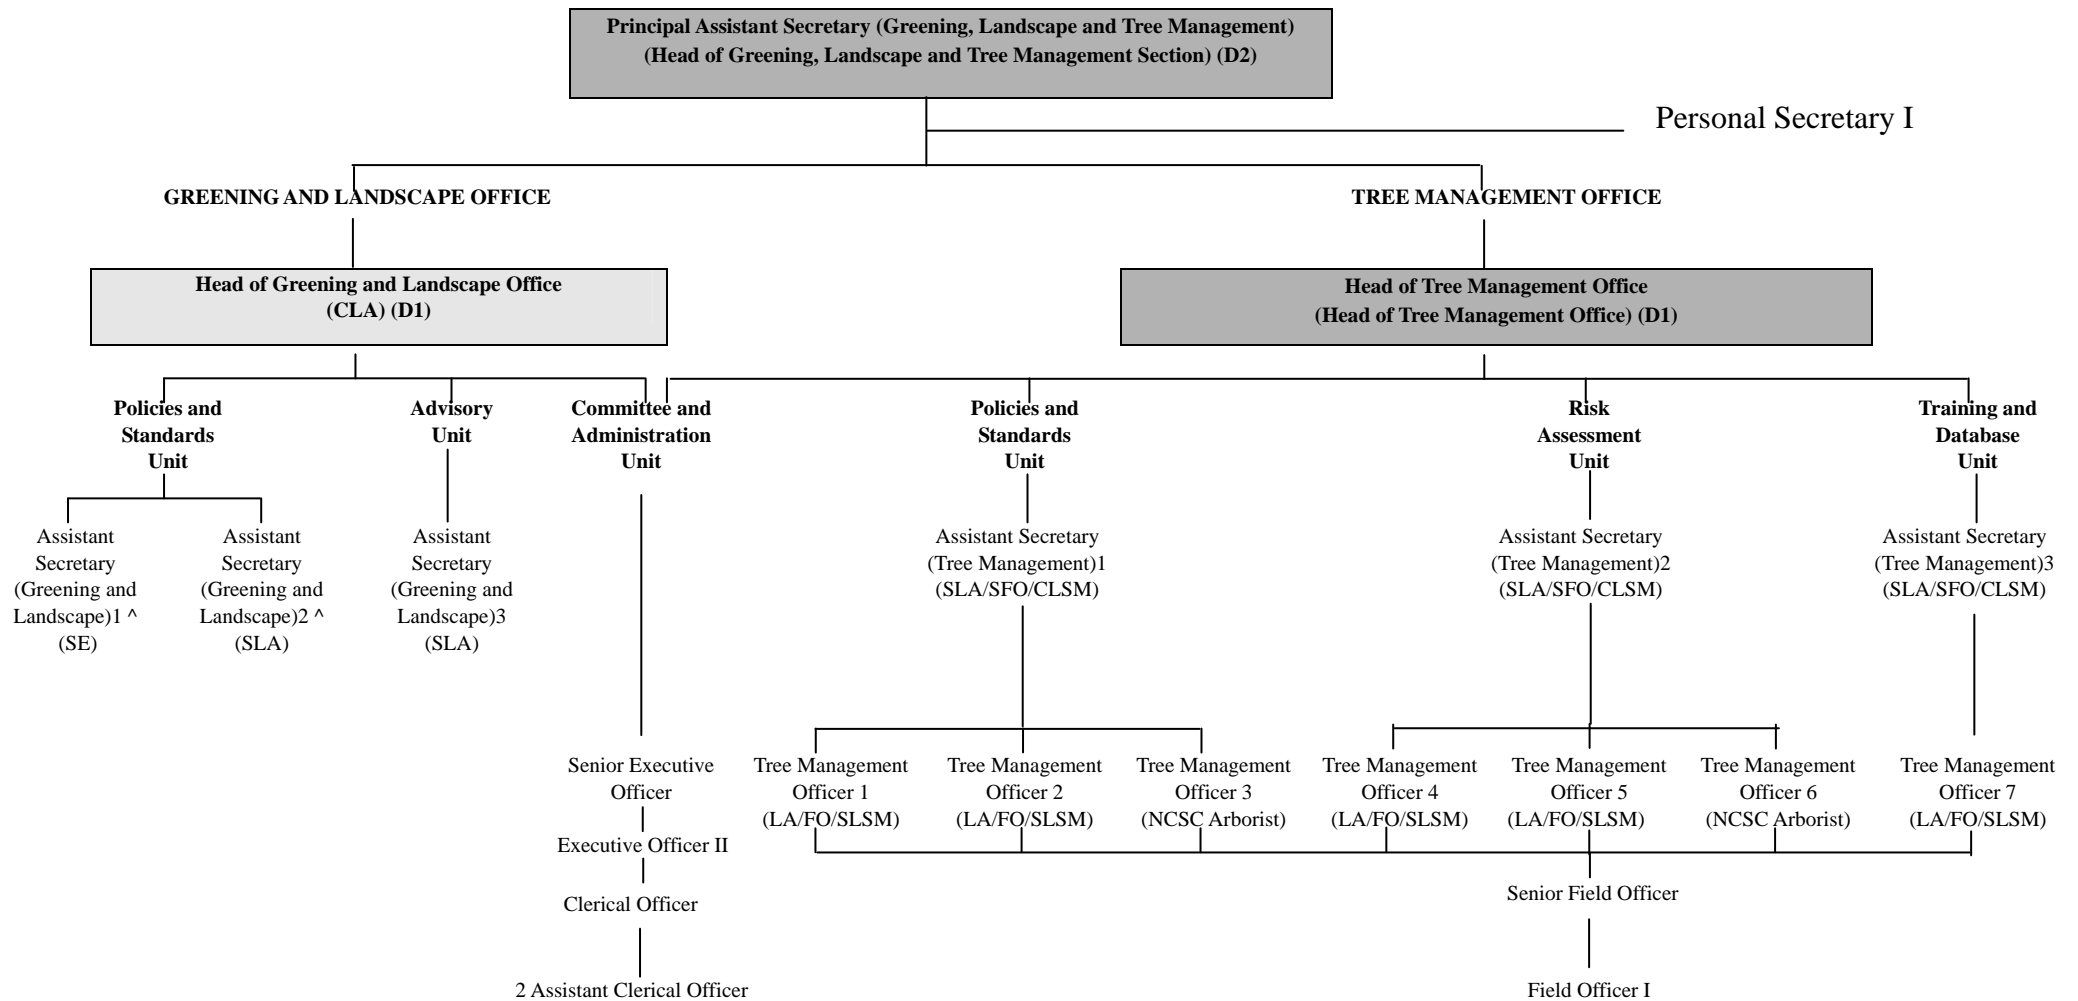 Principal Assistant Secretary (Greening, Landscape and Tree Management)
(Head of Greening, Landscape and Tree Management Section) (D2)
Personal Secretary I
GREENING AND LANDSCAPE OFFICE
TREE MANAGEMENT OFFICE
Head of Greening and Landscape Office
(CLA) (D1)
Head of Tree Management Office
(Head of Tree Management Office) (D1)
Policies and
Standards
Unit
Advisory
Unit
Committee and
Administration
Unit
Policies and
Standards
Unit
Risk
Assessment
Unit
Training and
Database
Unit
Assistant
Secretary
(Greening and
Landscape)1 ^
(SE)
Assistant
Secretary
(Greening and
Landscape)2 ^
(SLA)
Assistant
Secretary
(Greening and
Landscape)3
(SLA)
Assistant Secretary
(Tree Management)1
(SLA/SFO/CLSM)
Assistant Secretary
(Tree Management)2
(SLA/SFO/CLSM)
Assistant Secretary
(Tree Management)3
(SLA/SFO/CLSM)
Senior Executive
Officer
Executive Officer II
Clerical Officer
2 Assistant Clerical Officer
Tree Management
Officer 1
(LA/FO/SLSM)
Tree Management
Officer 2
(LA/FO/SLSM)
Tree Management
Officer 3
(NCSC Arborist)
Tree Management
Officer 4
(LA/FO/SLSM)
Tree Management
Officer 5
(LA/FO/SLSM)
Tree Management
Officer 6
(NCSC Arborist)
Tree Management
Officer 7
(LA/FO/SLSM)
Senior Field Officer
Field Officer I